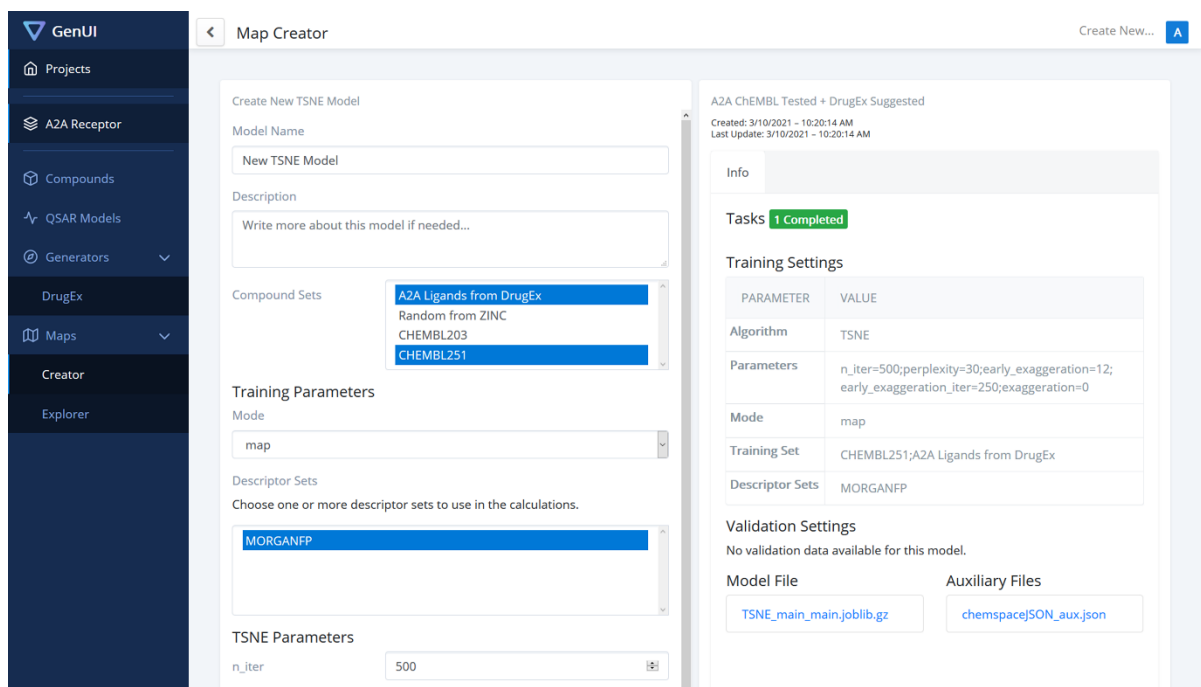 GenUI
Map Creator
Create New...
A
Projects
A2A Receptor
Compounds
QSAR Models
Generators
DrugEx
Maps
Creator
Explorer
Create New TSNE Model
Model Name
New TSNE Model
Description
Write more about this model if needed...
Compound Sets
A2A Ligands from DrugEx
Random from ZINC
CHEMBL203
CHEMBL251
Training Parameters
Mode
map
Descriptor Sets
Choose one or more descriptor sets to use in the calculations.
MORGANFP
TSNE Parameters
n_iter 500
A2A ChEMBL Tested + DrugEx Suggested
Created: 3/10/2021 – 10:20:14 AM
Last Update: 3/10/2021 – 10:20:14 AM
Info
Tasks 1 Completed
Training Settings
PARAMETER VALUE
Algorithm TSNE
Parameters n_iter=500;perplexity=30;early_exaggeration=12;
early_exaggeration_iter=250;exaggeration=0
Mode map
Training Set CHEMBL251;A2A Ligands from DrugEx
Descriptor Sets MORGANFP
Validation Settings
No validation data available for this model.
Model File Auxiliary Files
TSNE_main_main.joblib.gz chemspaceJSON_aux.json